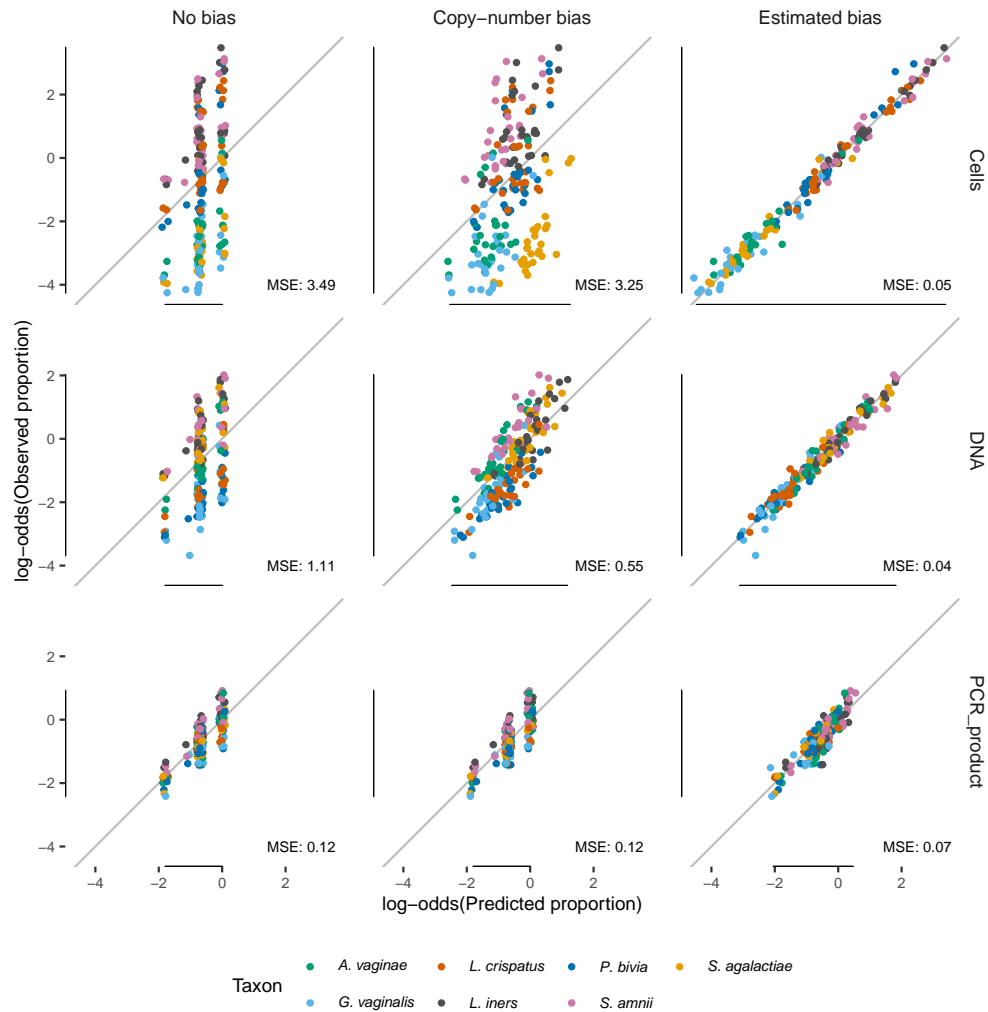 No bias Copy−number bias Estimated bias
2
0
−2
−4
MSE: 3.49 MSE: 3.25 MSE: 0.05
Cells
log−odds(Observed proportion)
2
0
−2
−4
MSE: 1.11 MSE: 0.55 MSE: 0.04
DNA
2
0
−2
−4
MSE: 0.12 MSE: 0.12 MSE: 0.07
PCR_product
−4 −2 0 2 −4 −2 0 2 −4 −2 0 2
log−odds(Predicted proportion)
Taxon
A. vaginae L. crispatus P. bivia S. agalactiae
G. vaginalis L. iners S. amnii